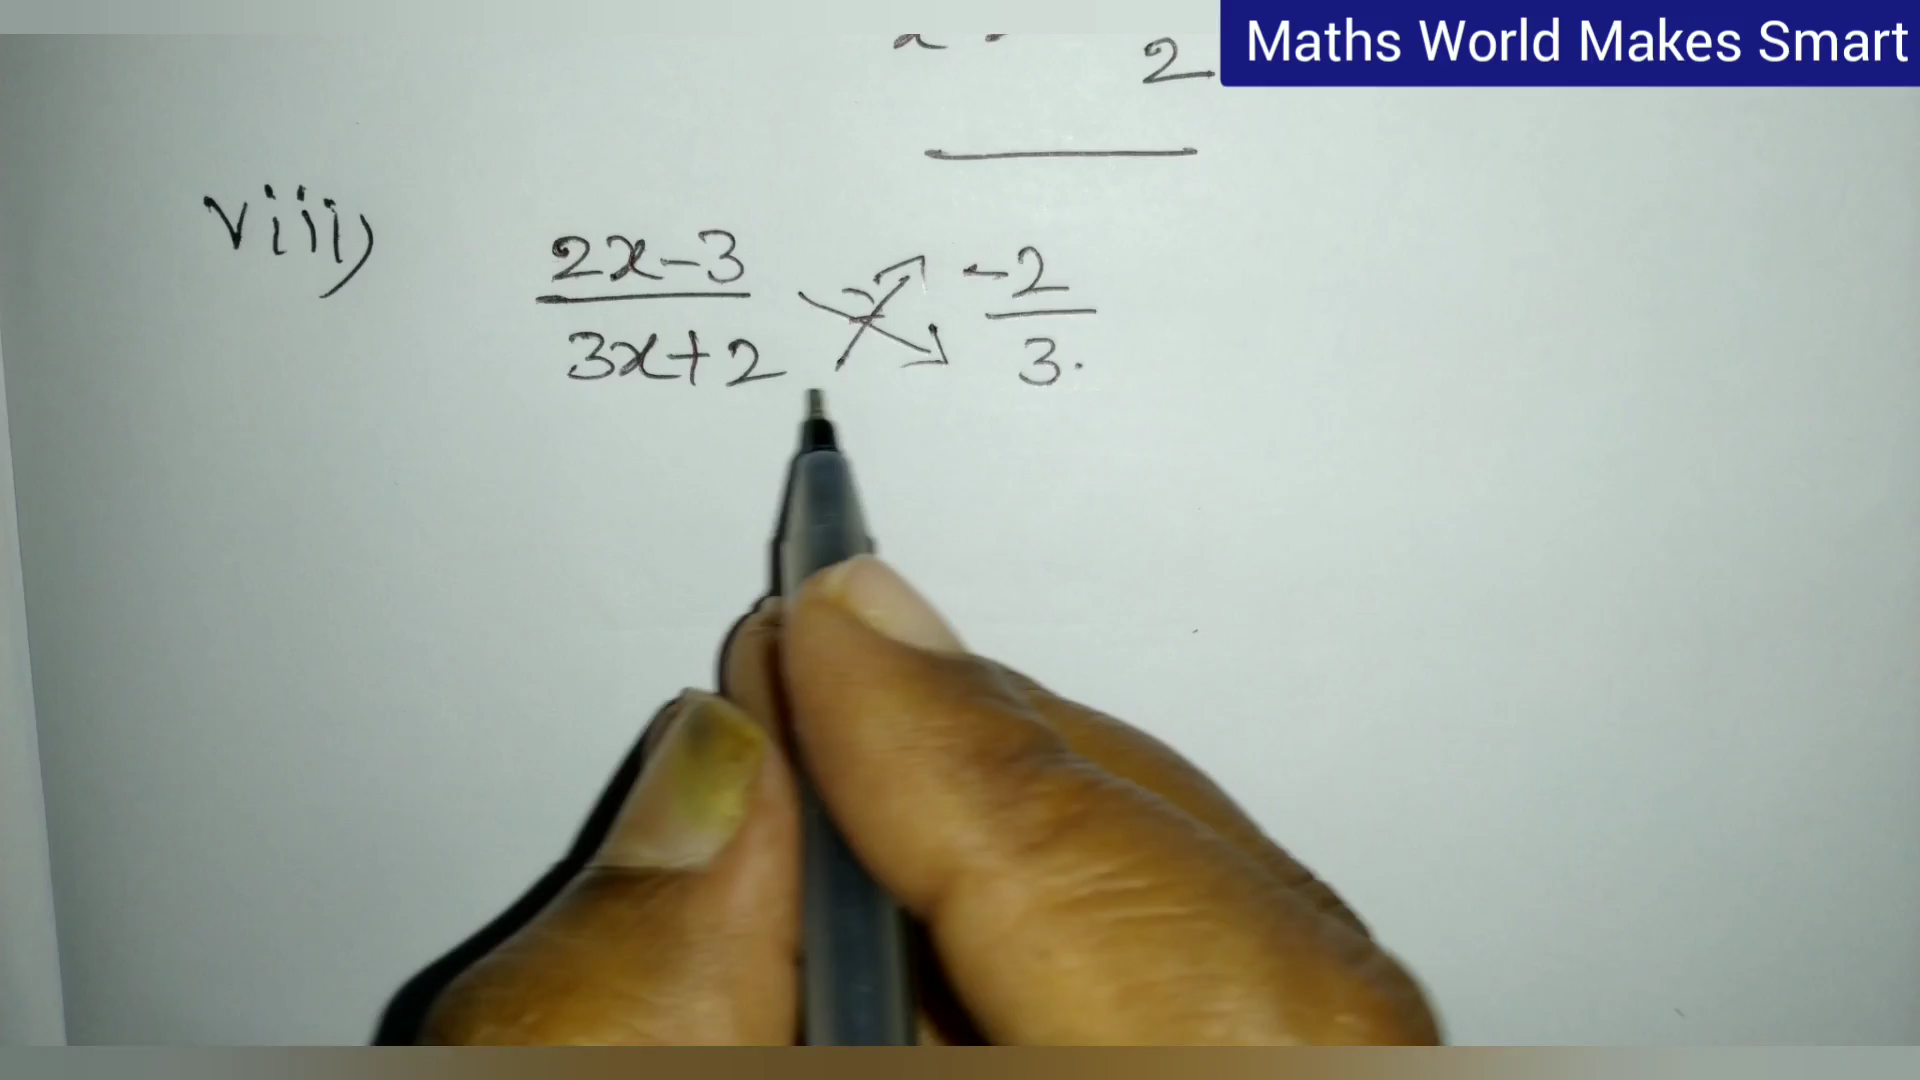 Maths World Makes Smart
2
viii)
2x-3 = -2
3x+2 3.